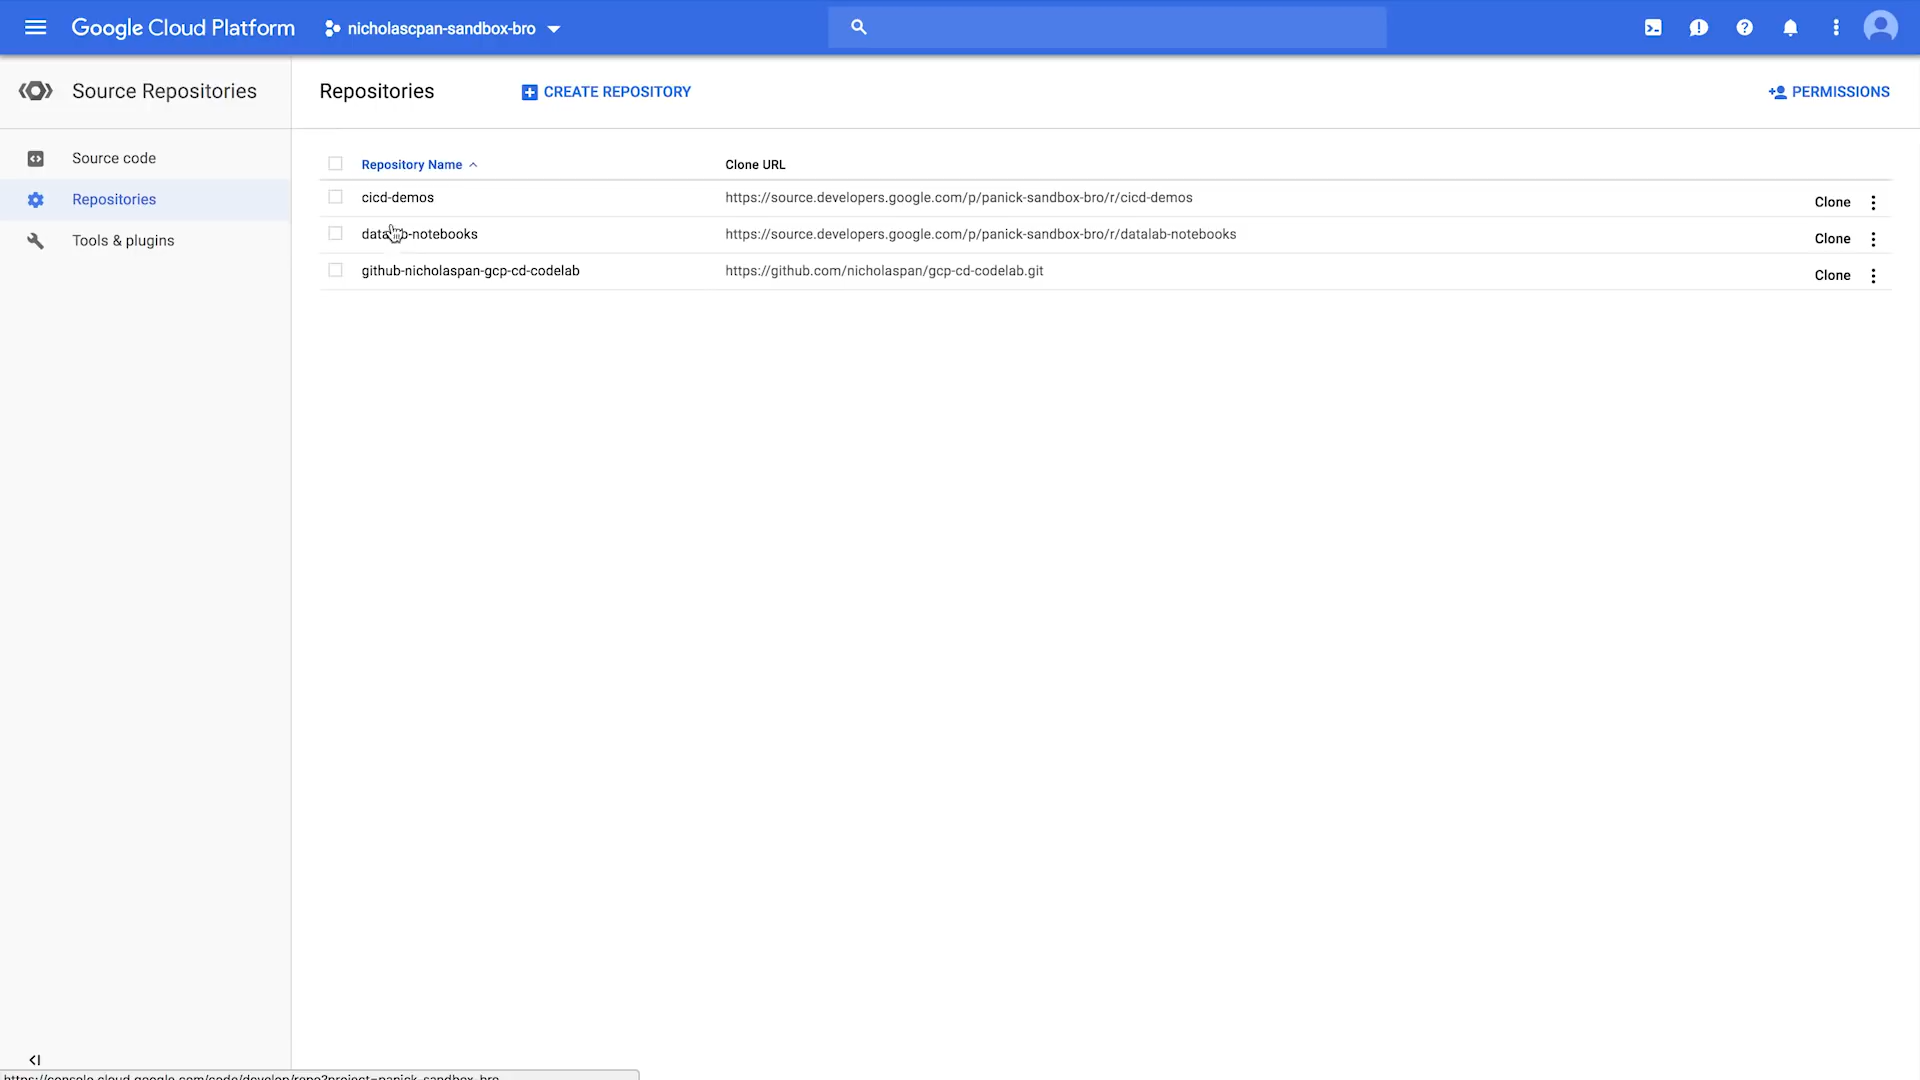 Google Cloud Platform nicholascpan-sandbox-bro
Source Repositories
Repositories
CREATE REPOSITORY
PERMISSIONS
Source code
Repositories
Tools & plugins
Repository Name Clone URL
cicd-demos https://source.developers.google.com/p/panick-sandbox-bro/r/cicd-demos Clone
datalab-notebooks https://source.developers.google.com/p/panick-sandbox-bro/r/datalab-notebooks Clone
github-nicholaspan-gcp-cd-codelab https://github.com/nicholaspan/gcp-cd-codelab.git Clone
https://console.cloud.google.com/code/develop/repo?project=panick-sandbox-bro